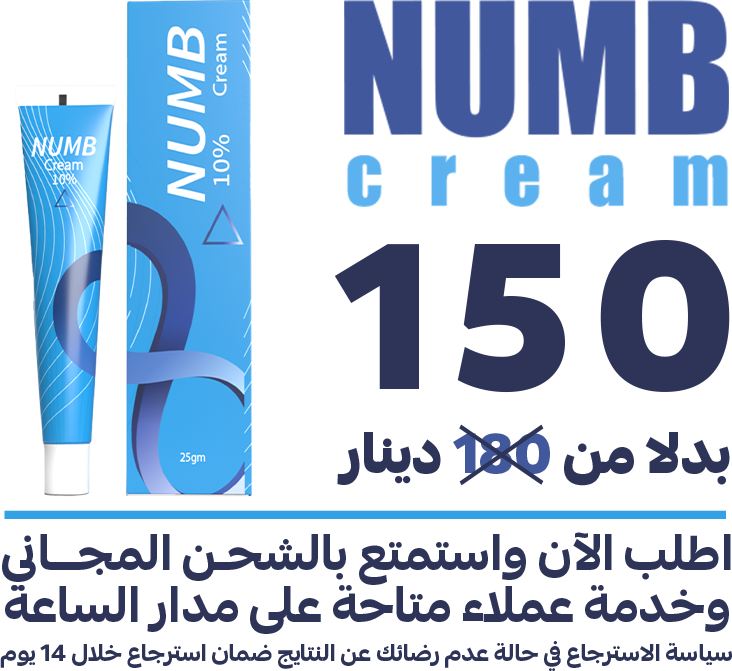 NUMB
cream
150
بدلا من 180 دينار
NUMB
Cream
10%
NUMB
Cream
10%
25gm
اطلب الآن واستمتع بالشحن المجاني
وخدمة عملاء متاحة على مدار الساعة
سياسة الاسترجاع في حالة عدم رضائك عن النتايج ضمان استرجاع خلال 14 يوم